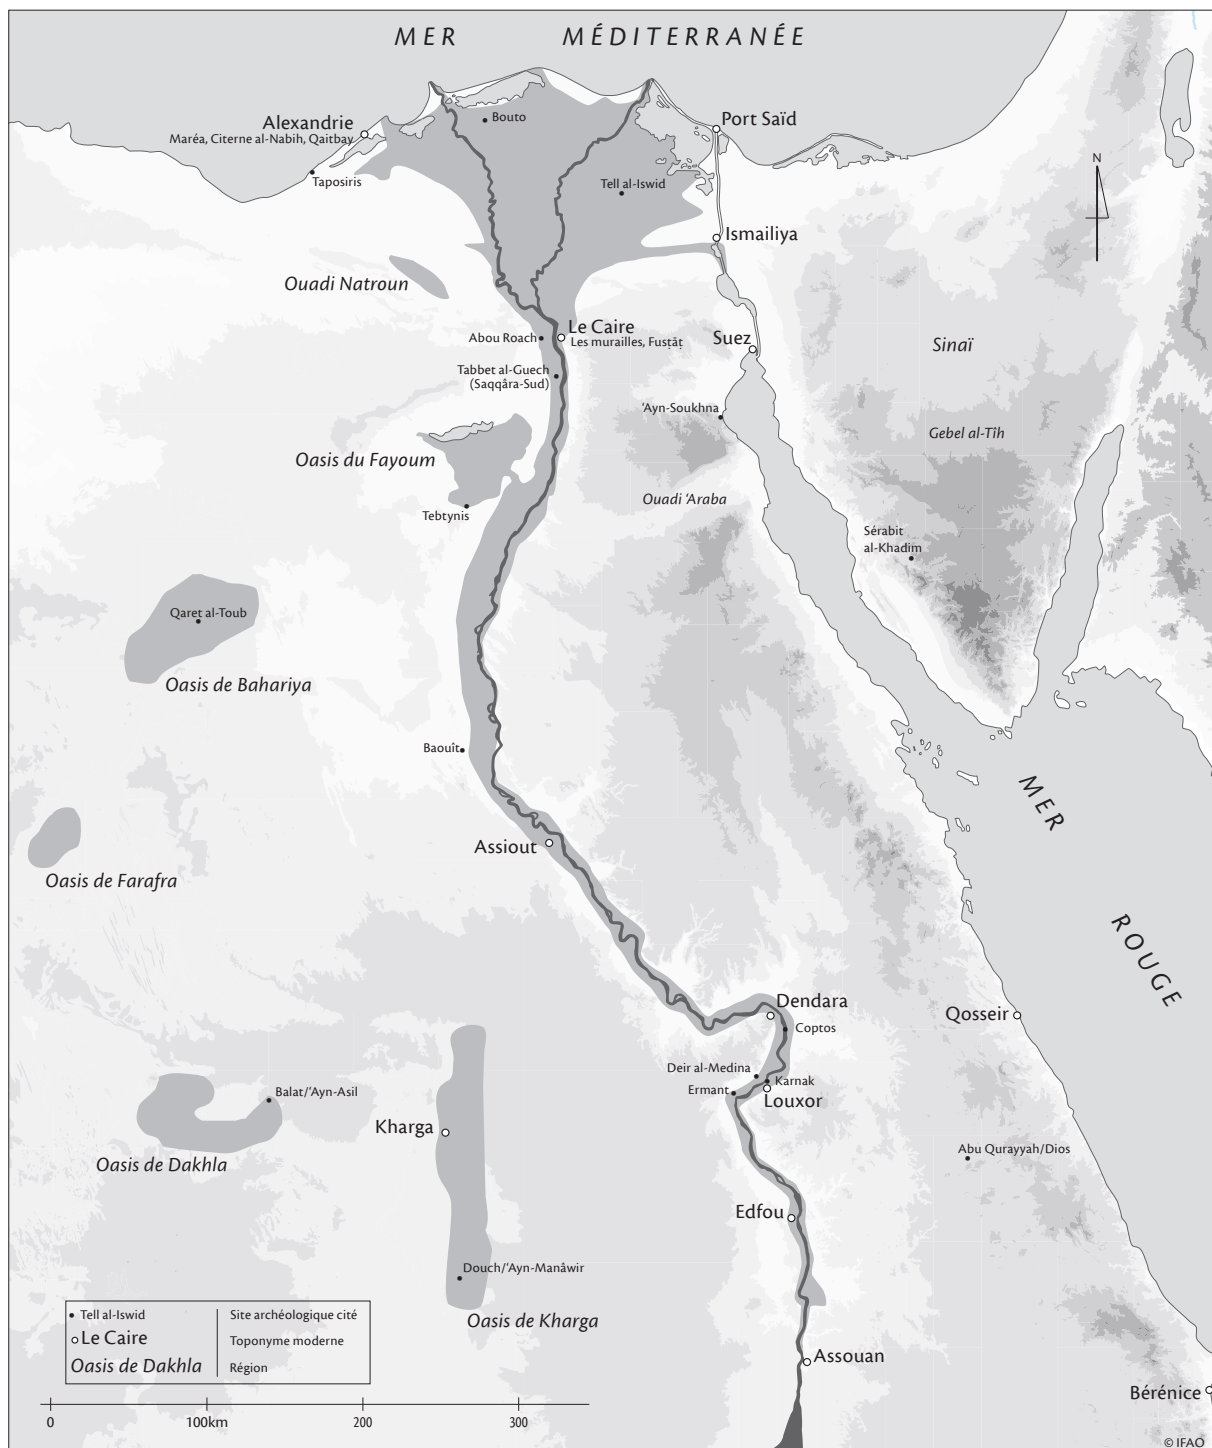 MER MÉDITERRANÉE
Bouto
Alexandrie
Maréa, Citerne al-Nabih, Qaitbay
Port Saïd
N
Taposiris
Tell al-Iswid
Ismailiya
Ouadi Natroun
Le Caire
Les murailles, Fusṭāṭ
Abou Roach
Suez
Sinaï
Tabbet al-Guech
(Saqqâra-Sud)
‘Ayn-Soukhna
Gebel al-Tîh
Oasis du Fayoum
Ouadi ‘Araba
Tebtynis
Sérabit
al-Khadim
Qaret al-Toub
Oasis de Bahariya
Baouît
MER ROUGE
Assiout
Oasis de Farafra
Dendara
Qosseir
Coptos
Deir al-Medina
Karnak
Ermant
Louxor
Balat/‘Ayn-Asil
Kharga
Oasis de Dakhla
Abu Qurayyah/Dios
Edfou
Douch/‘Ayn-Manâwir
Oasis de Kharga
Tell al-Iswid Site archéologique cité
Le Caire Toponyme moderne
Oasis de Dakhla Région
Assouan
Bérénice
0 100km 200 300
© IFAO